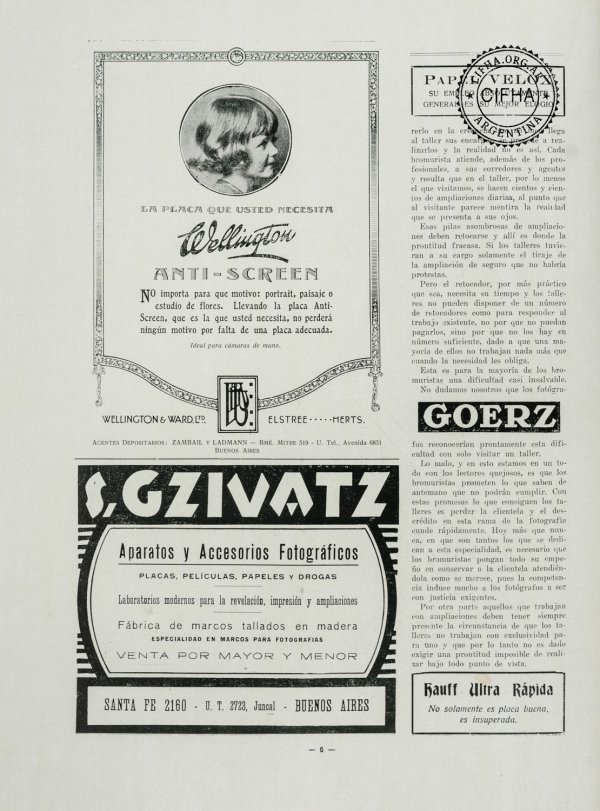 LA PLACA QUE USTED NECESITA
Wellington
ANTI-SCREEN
NO importa para que motivo: portrait, paisaje o
estudio de flores. Llevando la placa Anti-
Screen, que es la que usted necesita, no perderá
ningún motivo por falta de una placa adecuada.
Ideal para cámaras de mano.
WELLINGTON & WARD. LTD. ELSTREE·····HERTS.
AGENTES DEPOSITARIOS: ZAMBAIL Y LADMANN — BMÉ. MITRE 519 - U. Tel., Avenida 6831
BUENOS AIRES
S. GZIVATZ
Aparatos y Accesorios Fotográficos
PLACAS, PELÍCULAS, PAPELES Y DROGAS
Laboratorios modernos para la revelación, impresión y ampliaciones
Fábrica de marcos tallados en madera
ESPECIALIDAD EN MARCOS PARA FOTOGRAFIAS
VENTA POR MAYOR Y MENOR
SANTA FE 2160 - U. T. 2723, Juncal - BUENOS AIRES
PAPEL VELOX
SU EMPLEO ABSOLUTAMENTE
GENERAL ES SU MEJOR ELOGIO
CIFHA.ORG.AR
CIFHA
ARGENTINA
rerlo en la llega
al taller sus a rea-
lizarlos y la realidad no es así. Cada
bromurista atiende, además de los pro-
fesionales, a sus corredores y agentes
y resulta que en el taller, por lo menos
el que visitamos, se hacen cientos y cien-
tos de ampliaciones diarias, al punto que
al visitante parece mentira la realidad
que se presenta a sus ojos.
Esas pilas asombrosas de ampliacio-
nes deben retocarse y allí es donde la
prontitud fracasa. Si los talleres tuvie-
ran a su cargo solamente el tiraje de
la ampliación de seguro que no habría
protestas.
Pero el retocador, por más práctico
que sea, necesita su tiempo y los talle-
res no pueden disponer de un número
de retocadores como para responder al
trabajo existente, no por que no puedan
pagarlos, sino por que no los hay en
número suficiente, dado a que una ma-
yoría de ellos no trabajan nada más que
cuando la necesidad les obliga.
Esta es para la mayoría de los bro-
muristas una dificultad casi insolvable.
No dudamos nosotros que los fotógra-
GOERZ
fos reconocerían prontamente esta difi-
cultad con solo visitar un taller.
Lo malo, y en esto estamos en un to-
do son los lectores quejosos, es que los
bromuristas prometen lo que saben de
antemano que no podrán cumplir. Con
estas promesas lo que consiguen los ta-
lleres es perder la clientela y el des-
crédito en esta rama de la fotografía
cunde rápidamente. Hoy más que nun-
ca, en que son tantos los que se dedi-
can a esta especialidad, es necesario que
los bromuristas pongan todo su empe-
ño en conservar a la clientela atendién-
dola como se merece, pues la competen-
cia induce mucho a los fotógrafos a ser
con justicia exigentes.
Por otra parte aquellos que trabajan
con ampliaciones deben tener siempre
presente la circunstancia de que los ta-
lleres no trabajan con exclusividad pa-
ra uno y que por lo tanto no es dado
exigir una prontitud imposible de reali-
zar bajo todo punto de vista.
Hauff Ultra Rápida
No solamente es placa buena,
es insuperada.
— 6 —